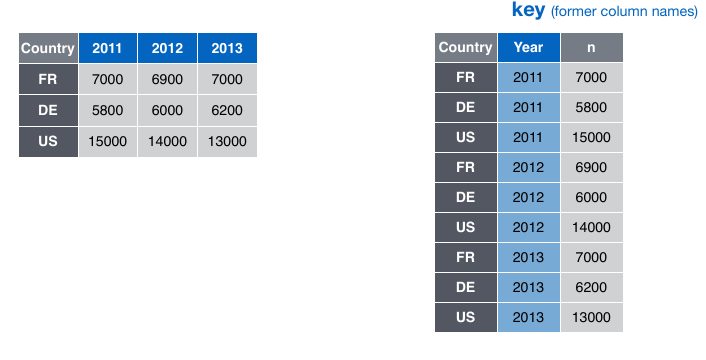 key (former column names)
Country 2011 2012 2013
FR 7000 6900 7000
DE 5800 6000 6200
US 15000 14000 13000
Country Year n
FR 2011 7000
DE 2011 5800
US 2011 15000
FR 2012 6900
DE 2012 6000
US 2012 14000
FR 2013 7000
DE 2013 6200
US 2013 13000